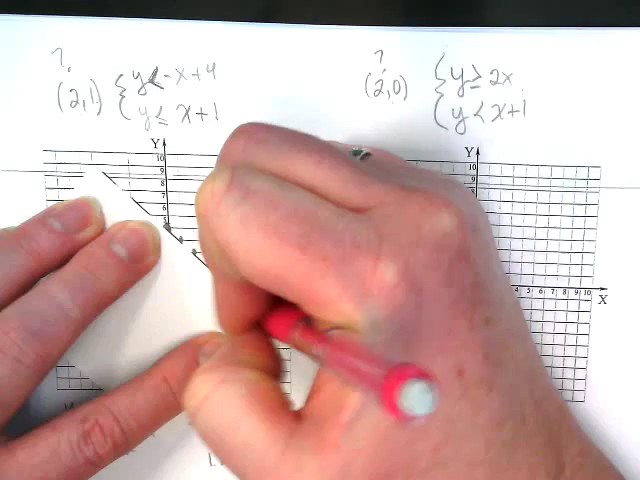 ?
(2,1) { y < -x+4
y ≤ x+1
?
(2,0) { y ≥ 2x
y < x+1
Y
10
9
8
7
6
5
Y
10
9
8
7
4 5 6 7 8 9 10
X